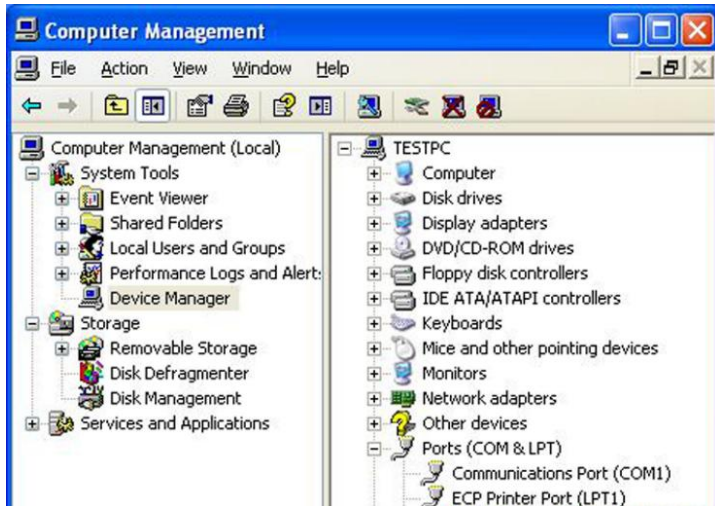 Computer Management
File Action View Window Help
Computer Management (Local)
System Tools
Event Viewer
Shared Folders
Local Users and Groups
Performance Logs and Alert:
Device Manager
Storage
Removable Storage
Disk Defragmenter
Disk Management
Services and Applications
TESTPC
Computer
Disk drives
Display adapters
DVD/CD-ROM drives
Floppy disk controllers
IDE ATA/ATAPI controllers
Keyboards
Mice and other pointing devices
Monitors
Network adapters
Other devices
Ports (COM & LPT)
Communications Port (COM1)
ECP Printer Port (LPT1)